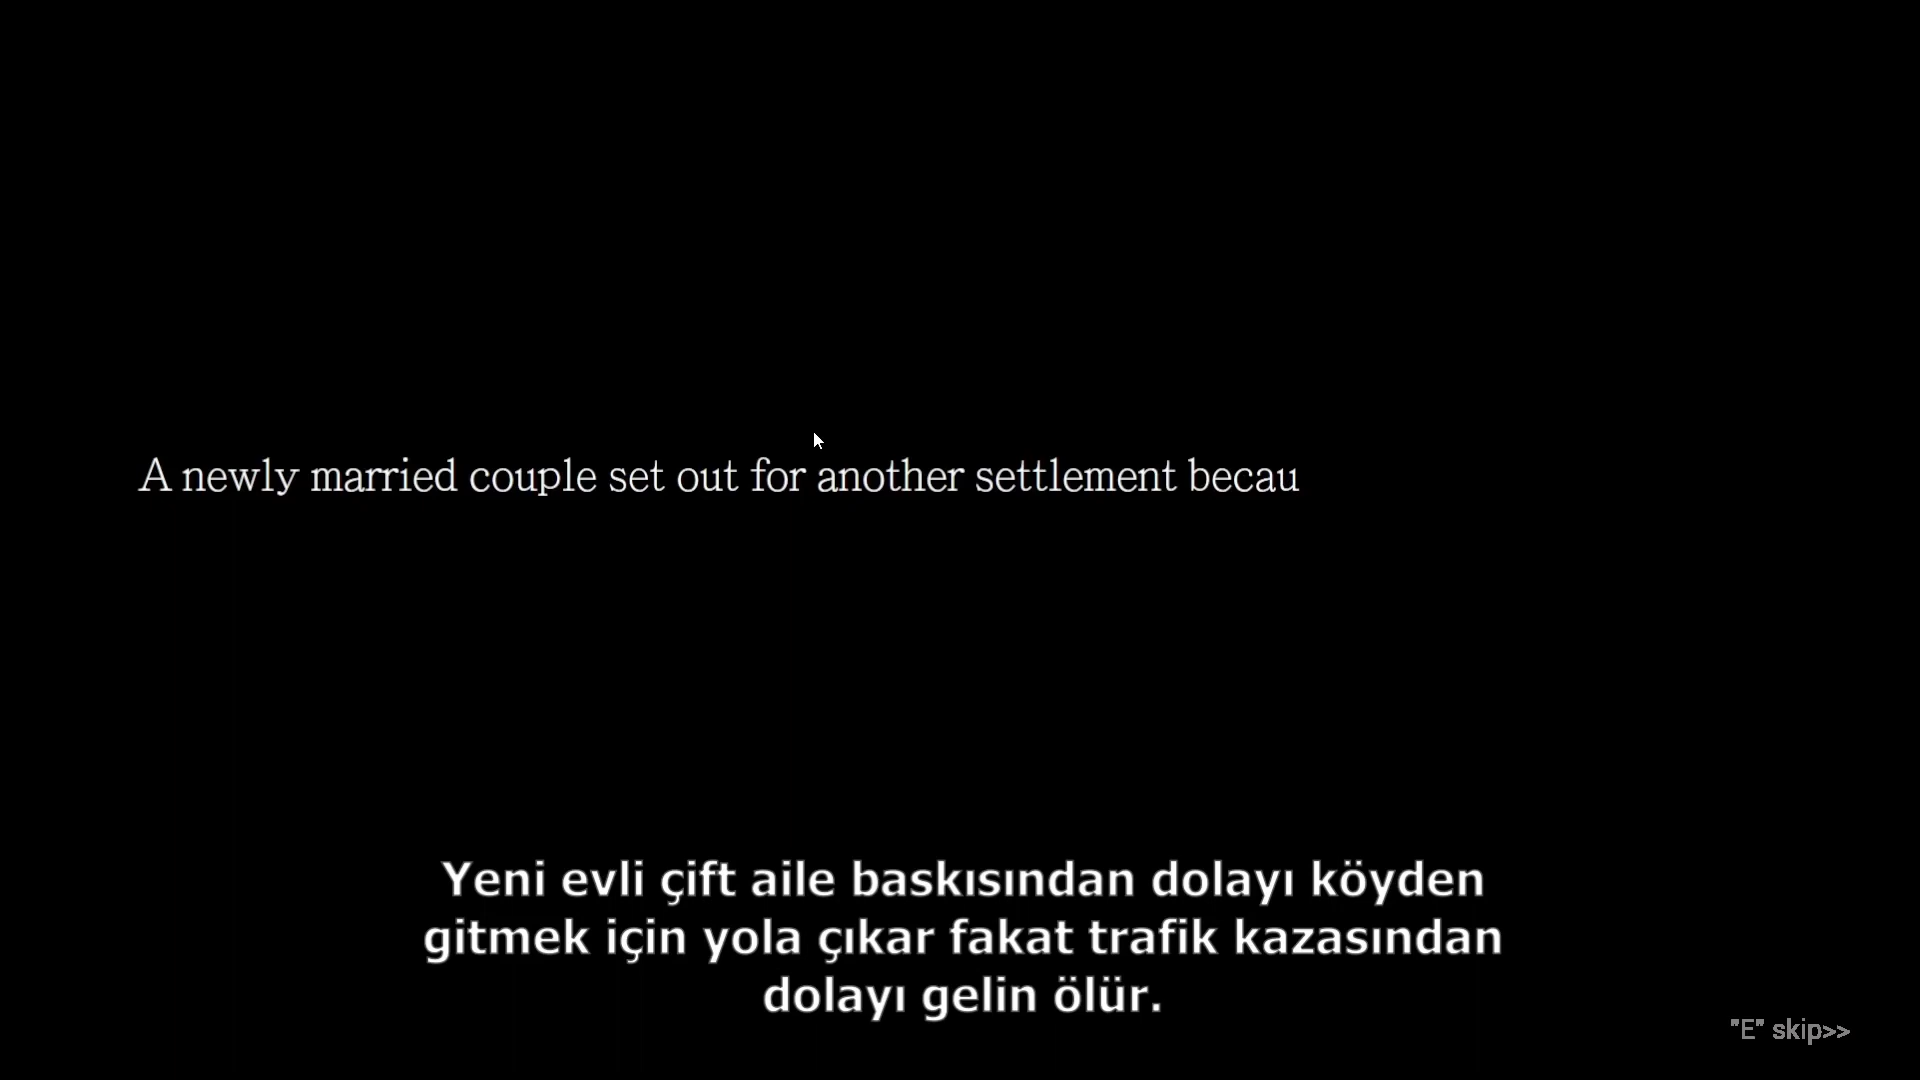 A newly married couple set out for another settlement becau
Yeni evli çift aile baskısından dolayı köyden
gitmek için yola çıkar fakat trafik kazasından
dolayı gelin ölür.
"E" skip>>